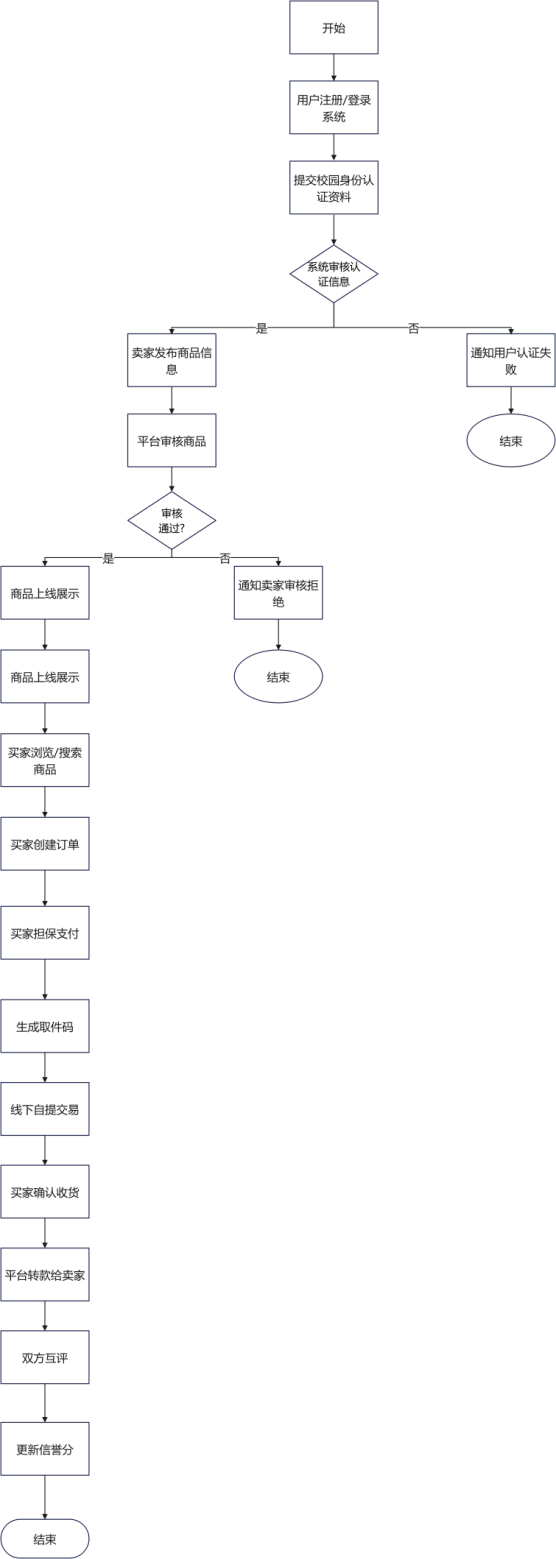 开始
用户注册/登录
系统
提交校园身份认
证资料
系统审核认
证信息
是
否
卖家发布商品信
息
通知用户认证失
败
平台审核商品
结束
审核
通过?
是
否
商品上线展示
通知卖家审核拒
绝
商品上线展示
结束
买家浏览/搜索
商品
买家创建订单
买家担保支付
生成取件码
线下自提交易
买家确认收货
平台转款给卖家
双方互评
更新信誉分
结束